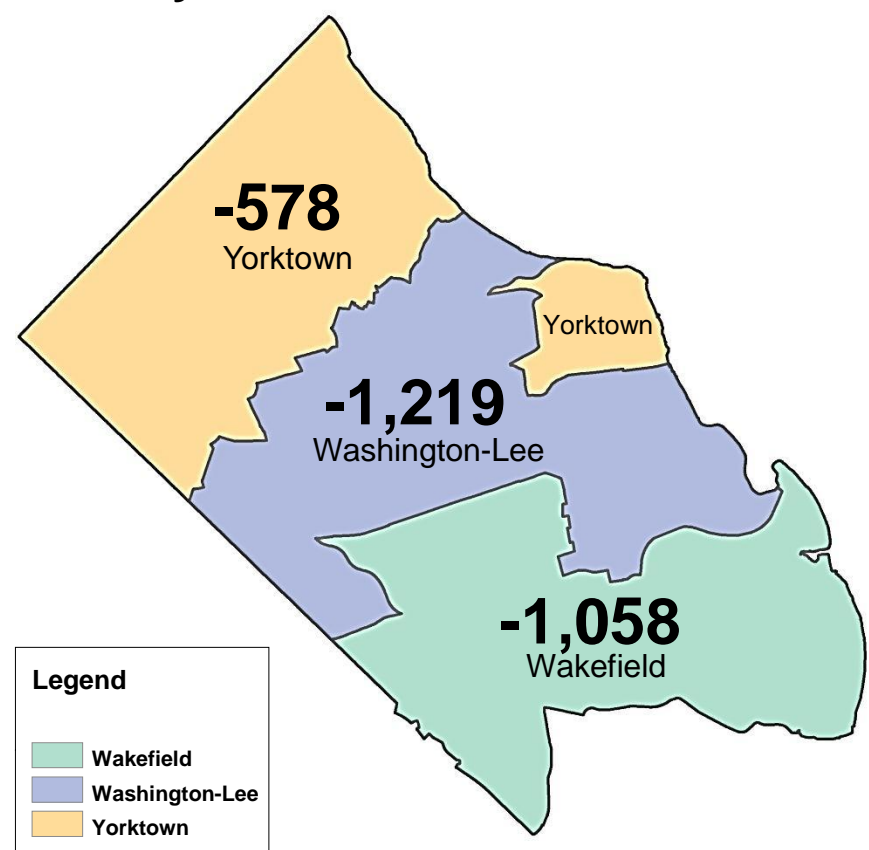 -578
Yorktown
Yorktown
-1,219
Washington-Lee
-1,058
Wakefield
Legend
Wakefield
Washington-Lee
Yorktown